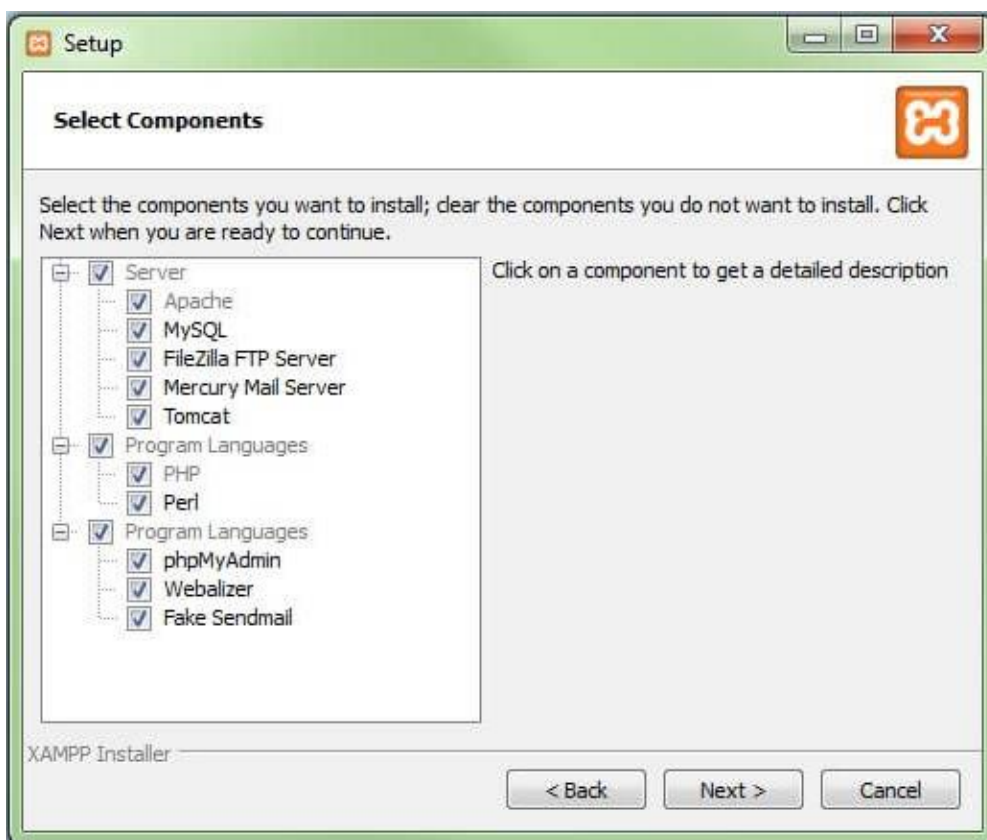 Setup
Select Components
Select the components you want to install; clear the components you do not want to install. Click
Next when you are ready to continue.
Server
Apache
MySQL
FileZilla FTP Server
Mercury Mail Server
Tomcat
Program Languages
PHP
Perl
Program Languages
phpMyAdmin
Webalizer
Fake Sendmail
Click on a component to get a detailed description
XAMPP Installer
< Back
Next >
Cancel